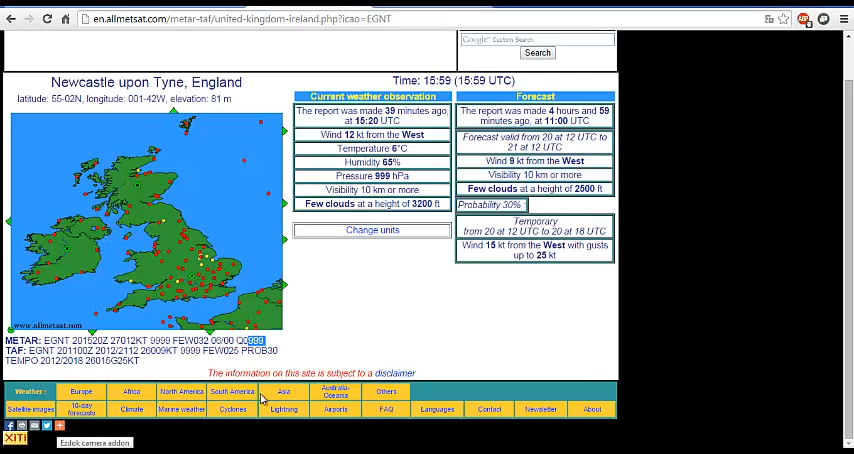 en.allmetsat.com/metar-taf/united-kingdom-ireland.php?icao=EGNT
ABP
Google Custom Search
Search
Newcastle upon Tyne, England
latitude: 55-02N, longitude: 001-42W, elevation: 81 m
www.allmetsat.com
METAR: EGNT 201520Z 27012KT 9999 FEW032 06/00 Q0999
TAF: EGNT 201100Z 2012/2112 26009KT 9999 FEW025 PROB30
TEMPO 2012/2018 26015G25KT
Time: 15:59 (15:59 UTC)
Current weather observation
The report was made 39 minutes ago,
at 15:20 UTC
Wind 12 kt from the West
Temperature 6°C
Humidity 65%
Pressure 999 hPa
Visibility 10 km or more
Few clouds at a height of 3200 ft
Change units
Forecast
The report was made 4 hours and 59
minutes ago, at 11:00 UTC
Forecast valid from 20 at 12 UTC to
21 at 12 UTC
Wind 9 kt from the West
Visibility 10 km or more
Few clouds at a height of 2500 ft
Probability 30% :
Temporary
from 20 at 12 UTC to 20 at 18 UTC
Wind 15 kt from the West with gusts
up to 25 kt
The information on this site is subject to a disclaimer
Weather : Europe Africa North America South America Asia Australia-
Oceania Others
Satellite images 10-day
forecasts Climate Marine weather Cyclones Lightning Airports FAQ Languages Contact Newsletter About
XiTi
Ezdok camera addon